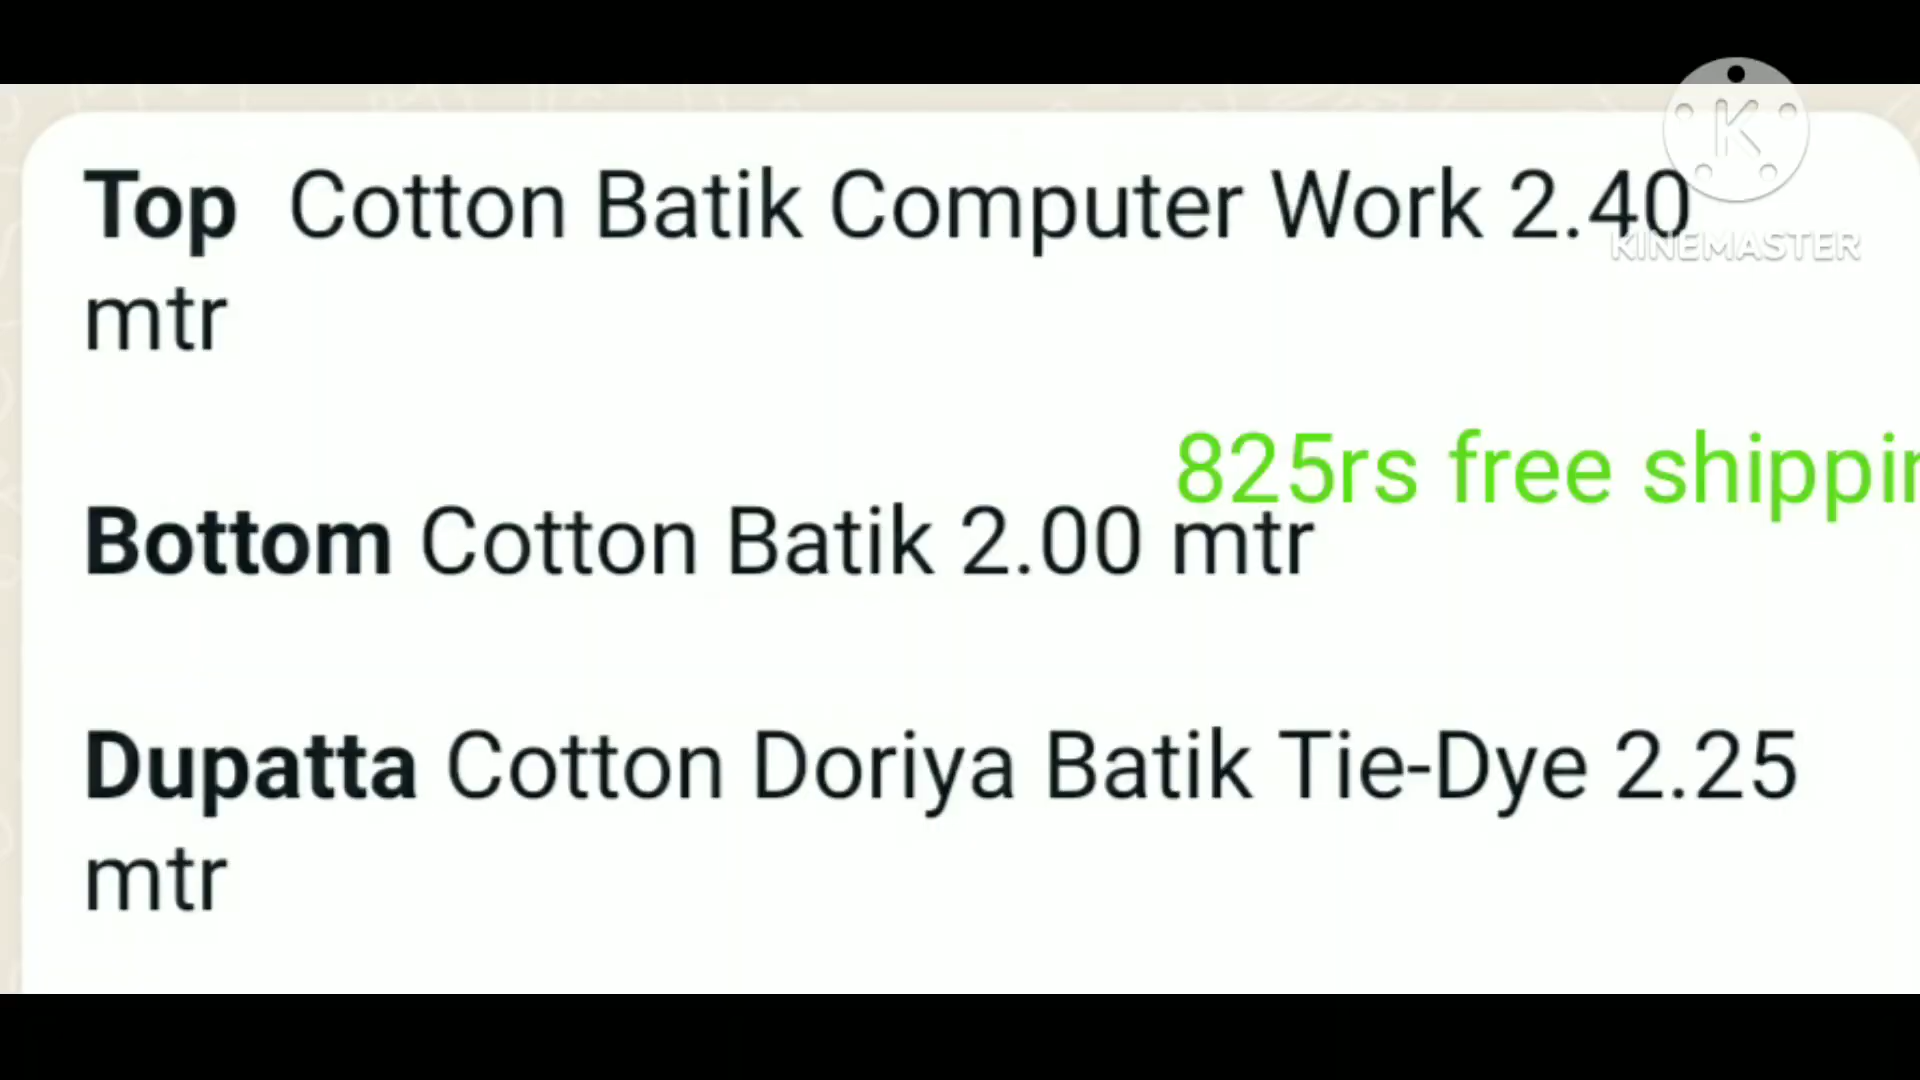 Top  Cotton Batik Computer Work 2.40
KINEMASTER
mtr
825rs free shippin
Bottom Cotton Batik 2.00 mtr
Dupatta Cotton Doriya Batik Tie-Dye 2.25
mtr